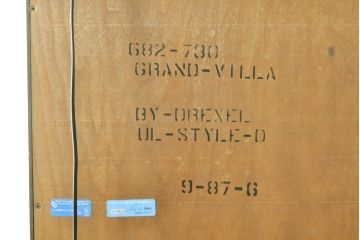 682-730
GRAND-VILLA
BY-DREXEL
UL-STYLE-D
9-87-6